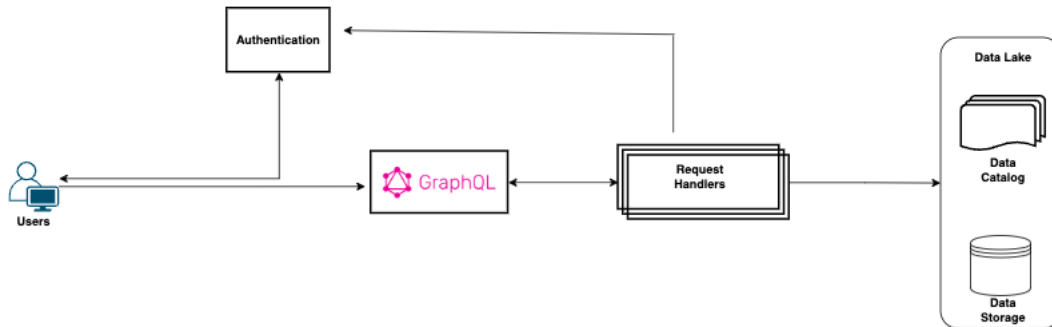 Authentication
Users
GraphQL
Request
Handlers
Data Lake
Data
Catalog
Data
Storage